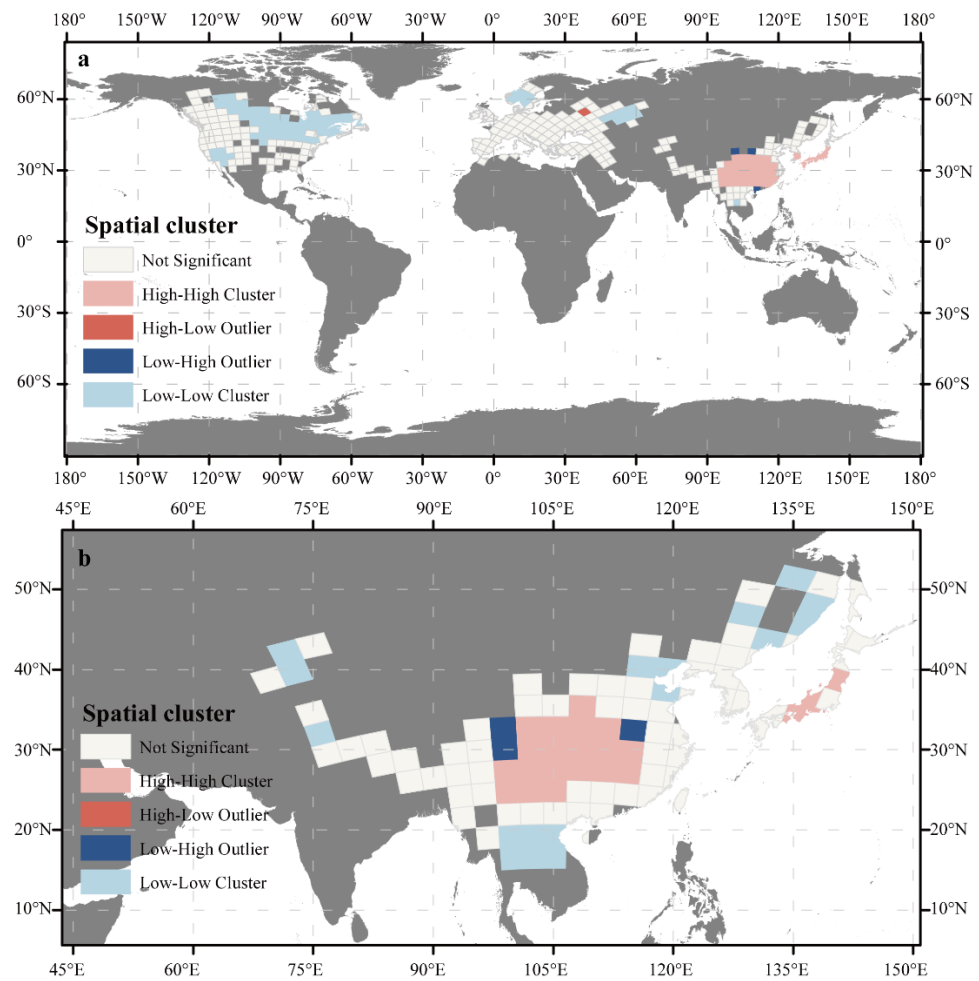 180° 150°W 120°W 90°W 60°W 30°W 0° 30°E 60°E 90°E 120°E 150°E 180°
a
60°N 60°N
30°N 30°N
Spatial cluster
0° 0°
Not Significant
High-High Cluster
30°S 30°S
High-Low Outlier
Low-High Outlier
60°S 60°S
Low-Low Cluster
180° 150°W 120°W 90°W 60°W 30°W 0° 30°E 60°E 90°E 120°E 150°E 180°
45°E 60°E 75°E 90°E 105°E 120°E 135°E 150°E
b
50°N 50°N
40°N 40°N
Spatial cluster
Not Significant
30°N 30°N
High-High Cluster
High-Low Outlier
20°N 20°N
Low-High Outlier
Low-Low Cluster
10°N 10°N
45°E 60°E 75°E 90°E 105°E 120°E 135°E 150°E